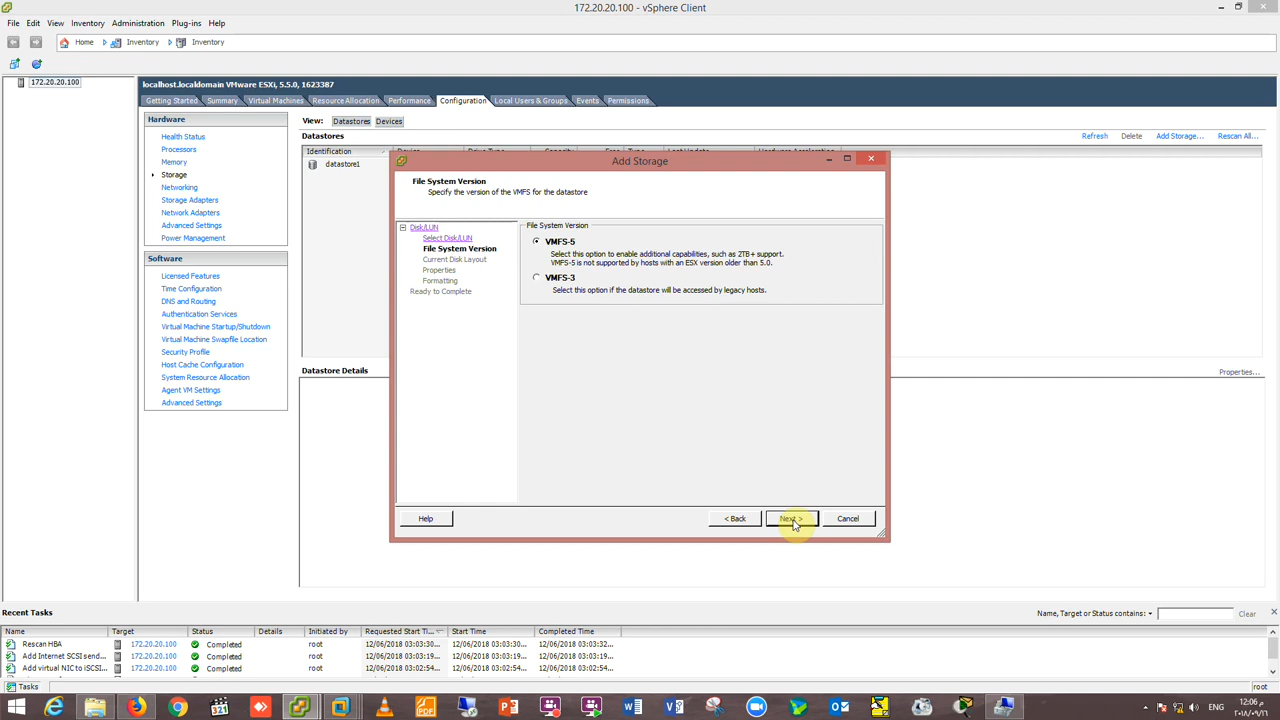 172.20.20.100 - vSphere Client
File Edit View Inventory Administration Plug-ins Help
Home Inventory Inventory
172.20.20.100
localhost.localdomain VMware ESXi, 5.5.0, 1623387
Getting Started Summary Virtual Machines Resource Allocation Performance Configuration Local Users & Groups Events Permissions
Hardware
Health Status
Processors
Memory
Storage
Networking
Storage Adapters
Network Adapters
Advanced Settings
Power Management
Software
Licensed Features
Time Configuration
DNS and Routing
Authentication Services
Virtual Machine Startup/Shutdown
Virtual Machine Swapfile Location
Security Profile
Host Cache Configuration
System Resource Allocation
Agent VM Settings
Advanced Settings
View: Datastores Devices
Datastores Refresh Delete Add Storage... Rescan All...
Identification
datastore1
Datastore Details Properties...
Add Storage
File System Version
Specify the version of the VMFS for the datastore
Disk/LUN
Select Disk/LUN
File System Version
Current Disk Layout
Properties
Formatting
Ready to Complete
File System Version
VMFS-5
Select this option to enable additional capabilities, such as 2TB+ support.
VMFS-5 is not supported by hosts with an ESX version older than 5.0.
VMFS-3
Select this option if the datastore will be accessed by legacy hosts.
Help < Back Next > Cancel
Recent Tasks Name, Target or Status contains: Clear
Name Target Status Details Initiated by Requested Start Ti... Start Time Completed Time
Rescan HBA 172.20.20.100 Completed root 12/06/2018 03:03:30... 12/06/2018 03:03:30... 12/06/2018 03:03:32...
Add Internet SCSI send... 172.20.20.100 Completed root 12/06/2018 03:03:19... 12/06/2018 03:03:19... 12/06/2018 03:03:19...
Add virtual NIC to iSCSI... 172.20.20.100 Completed root 12/06/2018 03:02:54... 12/06/2018 03:02:54... 12/06/2018 03:02:54...
Tasks root
321 PDF
12:06 م